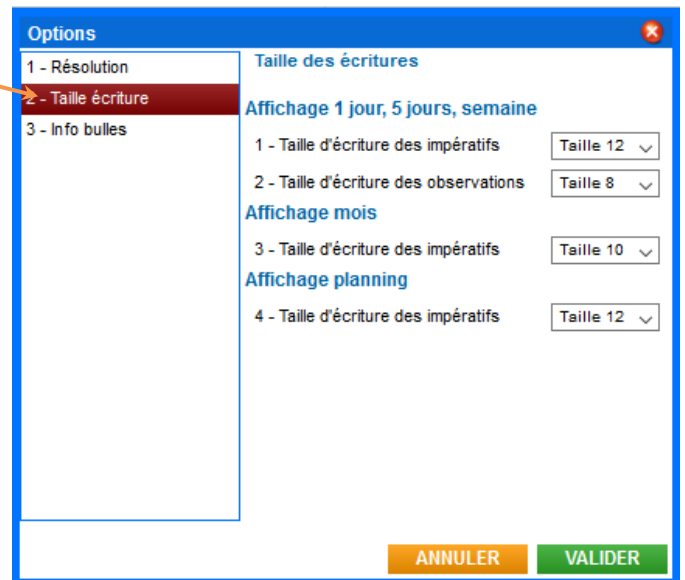 Options
1 - Résolution
2 - Taille écriture
3 - Info bulles
Taille des écritures
Affichage 1 jour, 5 jours, semaine
1 - Taille d'écriture des impératifs Taille 12
2 - Taille d'écriture des observations Taille 8
Affichage mois
3 - Taille d'écriture des impératifs Taille 10
Affichage planning
4 - Taille d'écriture des impératifs Taille 12
ANNULER VALIDER